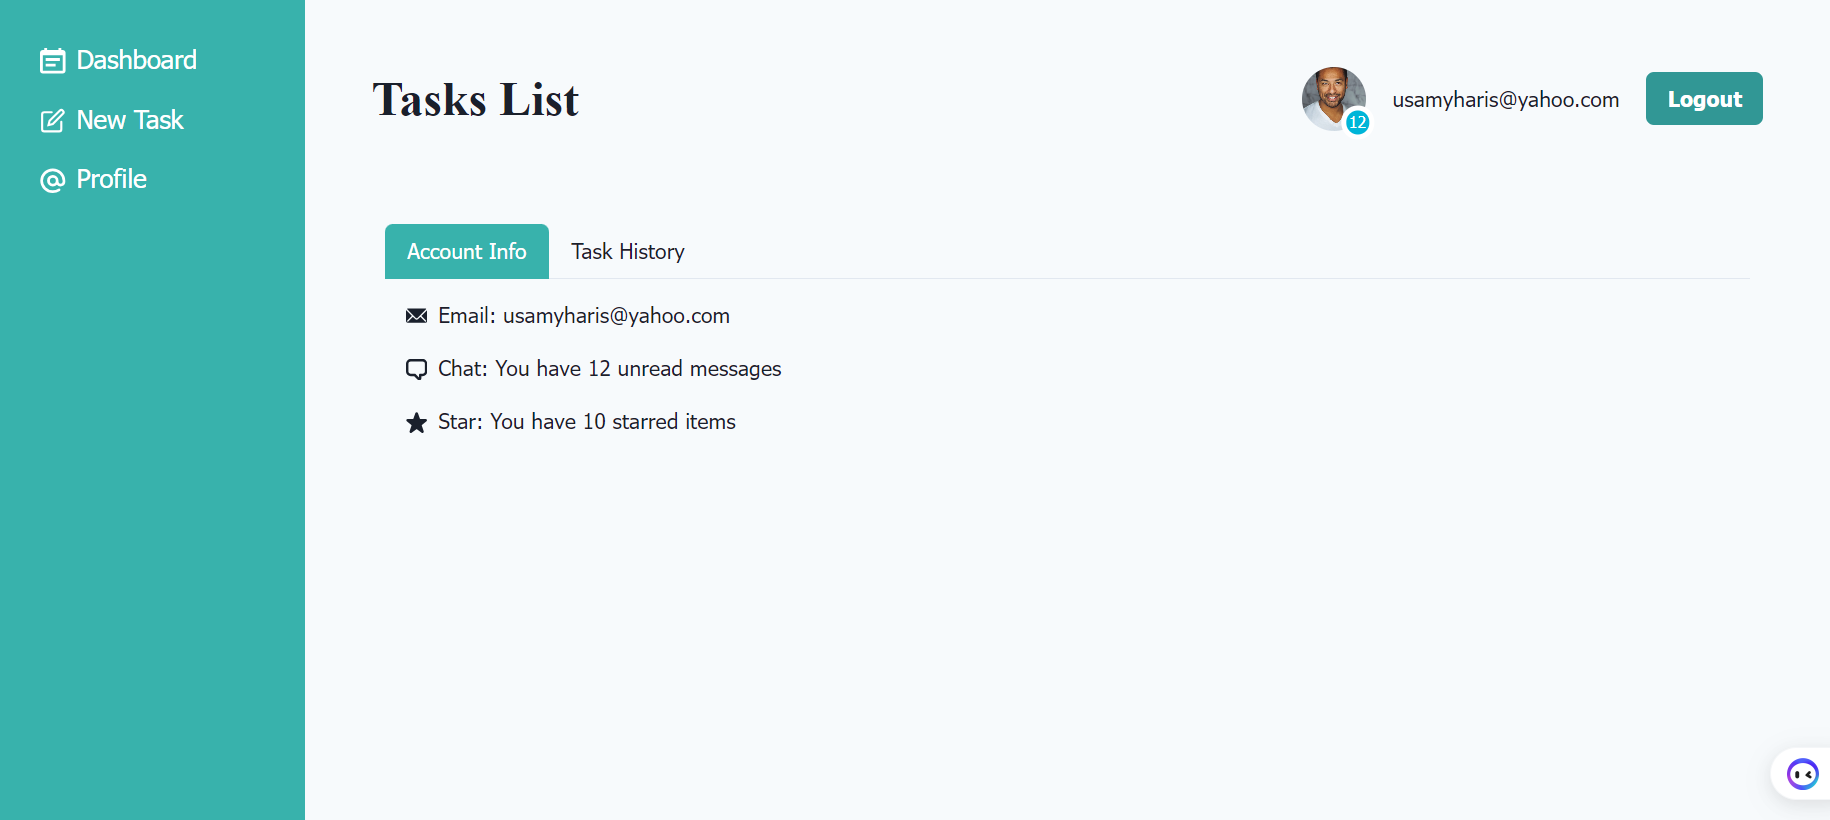 Dashboard
New Task
Profile
Tasks List
12
usamyharis@yahoo.com
Logout
Account Info
Task History
Email: usamyharis@yahoo.com
Chat: You have 12 unread messages
Star: You have 10 starred items